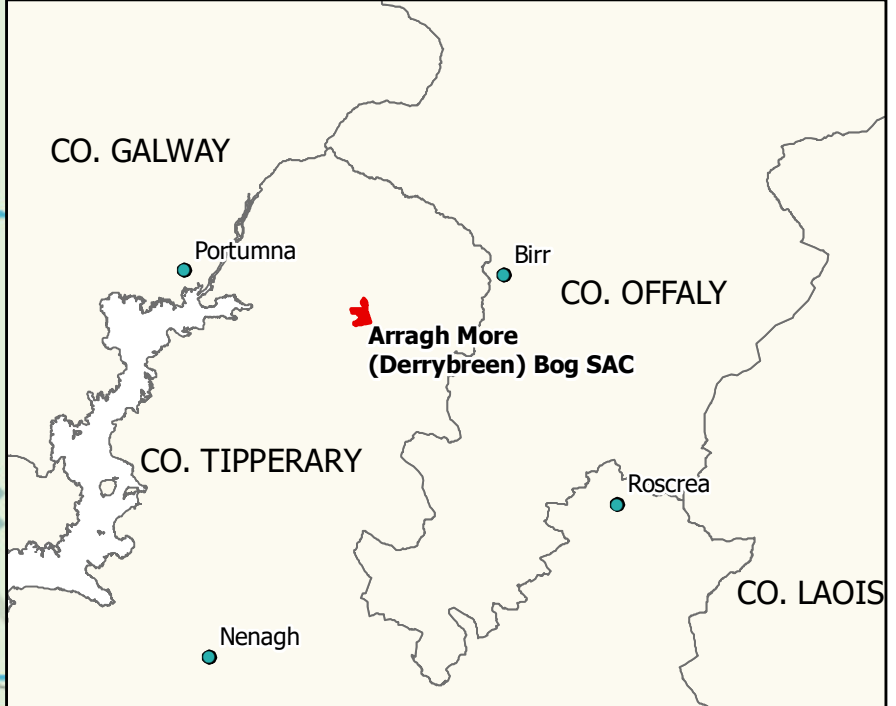 CO. GALWAY
Portumna
Birr
CO. OFFALY
Arragh More
(Derrybreen) Bog SAC
CO. TIPPERARY
Roscrea
CO. LAOIS
Nenagh